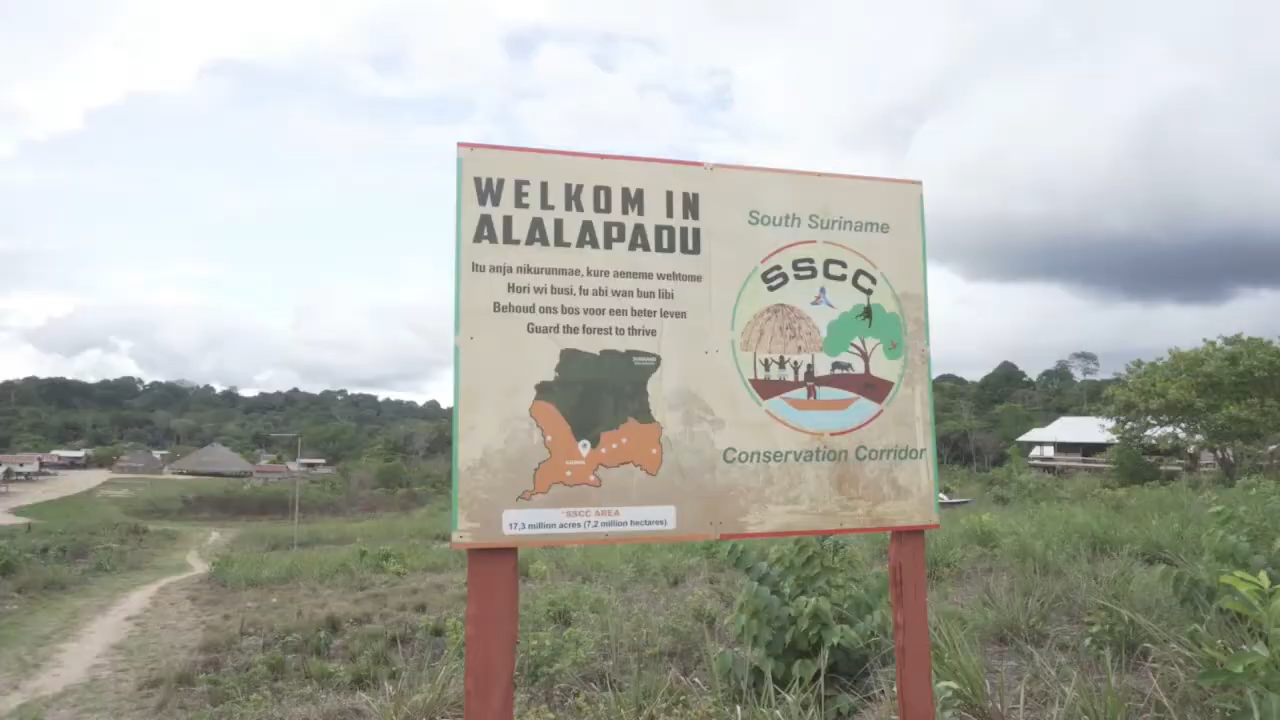 WELKOM IN
ALALAPADU
Itu anja nikurunmae, kure aeneme wehtome
Hori wi busi, fu abi wan bun libi
Behoud ons bos voor een beter leven
Guard the forest to thrive
*SSCC AREA
17,3 million acres (7.2 million hectares)
South Suriname
SSCC
Conservation Corridor